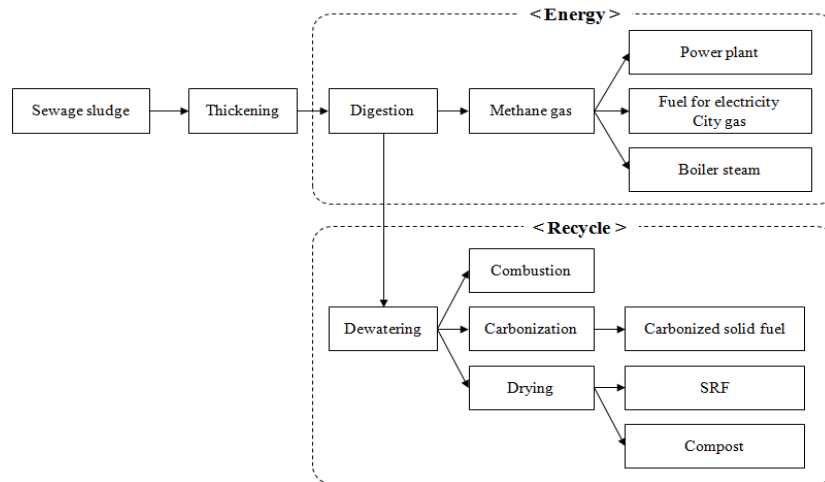 < Energy >
Power plant
Sewage sludge
Thickening
Digestion
Methane gas
Fuel for electricity
City gas
Boiler steam
< Recycle >
Combustion
Dewatering
Carbonization
Carbonized solid fuel
Drying
SRF
Compost